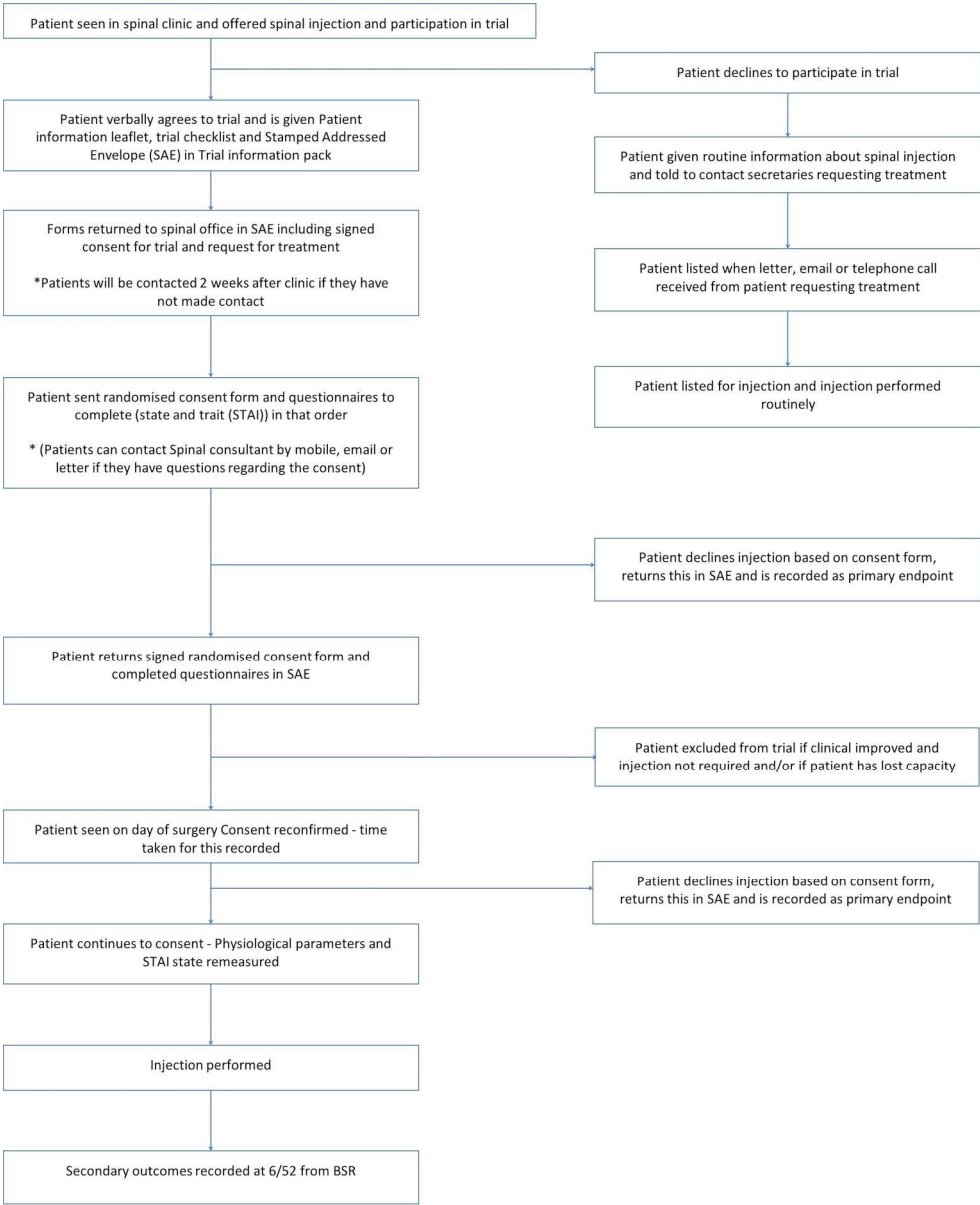 Patient seen in spinal clinic and offered spinal injection and participation in trial
Patient declines to participate in trial
Patient verbally agrees to trial and is given Patient
information leaflet, trial checklist and Stamped Addressed
Envelope (SAE) in Trial information pack
Patient given routine information about spinal injection
and told to contact secretaries requesting treatment
Forms returned to spinal office in SAE including signed
consent for trial and request for treatment
*Patients will be contacted 2 weeks after clinic if they have
not made contact
Patient listed when letter, email or telephone call
received from patient requesting treatment
Patient sent randomised consent form and questionnaires to
complete (state and trait (STAI)) in that order
* (Patients can contact Spinal consultant by mobile, email or
letter if they have questions regarding the consent)
Patient listed for injection and injection performed
routinely
Patient declines injection based on consent form,
returns this in SAE and is recorded as primary endpoint
Patient returns signed randomised consent form and
completed questionnaires in SAE
Patient excluded from trial if clinical improved and
injection not required and/or if patient has lost capacity
Patient seen on day of surgery Consent reconfirmed - time
taken for this recorded
Patient declines injection based on consent form,
returns this in SAE and is recorded as primary endpoint
Patient continues to consent - Physiological parameters and
STAI state remeasured
Injection performed
Secondary outcomes recorded at 6/52 from BSR